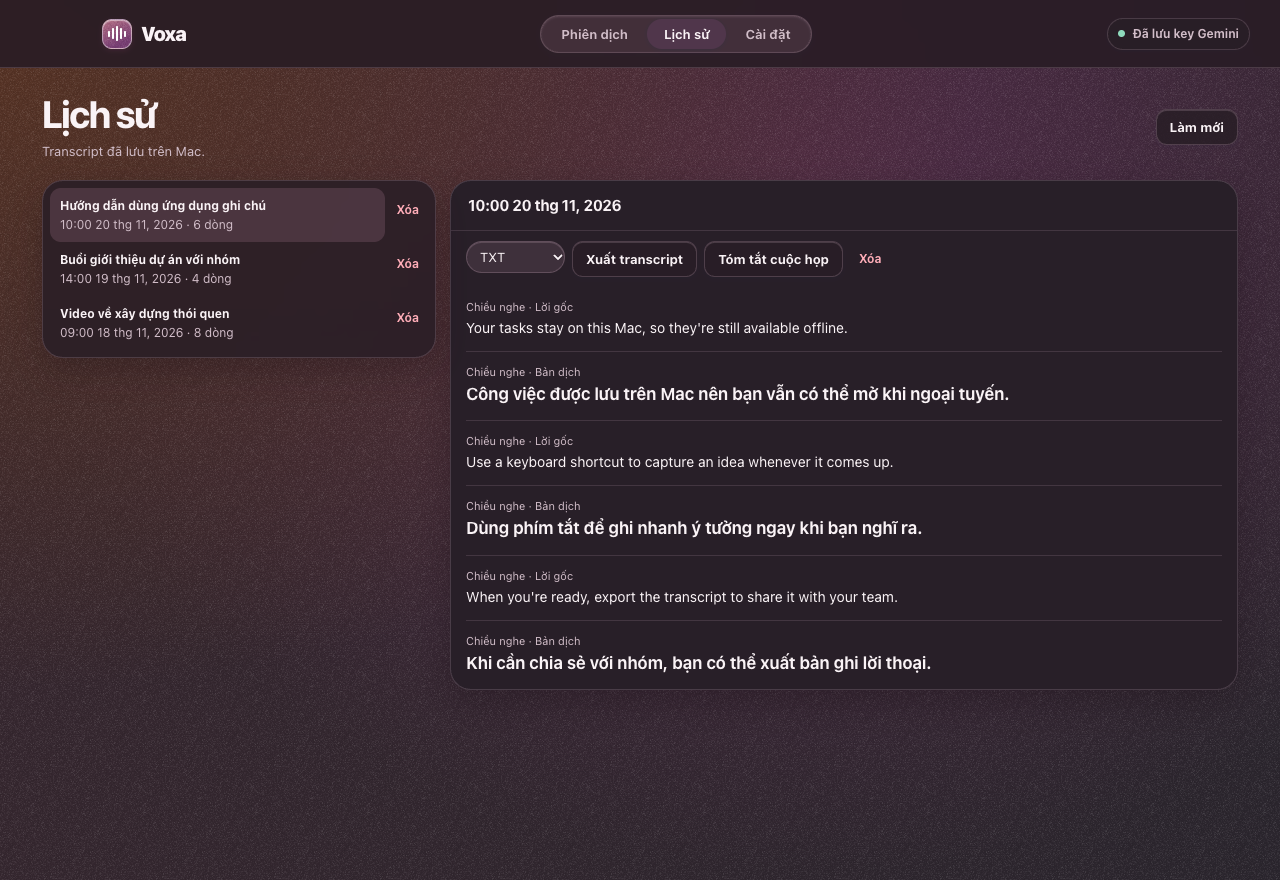 Voxa
Phiên dịch
Lịch sử
Cài đặt
Đã lưu key Gemini
Lịch sử
Transcript đã lưu trên Mac.
Làm mới
Hướng dẫn dùng ứng dụng ghi chú
10:00 20 thg 11, 2026 · 6 dòng
Xóa
Buổi giới thiệu dự án với nhóm
14:00 19 thg 11, 2026 · 4 dòng
Xóa
Video về xây dựng thói quen
09:00 18 thg 11, 2026 · 8 dòng
Xóa
10:00 20 thg 11, 2026
TXT
Xuất transcript
Tóm tắt cuộc họp
Xóa
Chiều nghe · Lời gốc
Your tasks stay on this Mac, so they're still available offline.
Chiều nghe · Bản dịch
Công việc được lưu trên Mac nên bạn vẫn có thể mở khi ngoại tuyến.
Chiều nghe · Lời gốc
Use a keyboard shortcut to capture an idea whenever it comes up.
Chiều nghe · Bản dịch
Dùng phím tắt để ghi nhanh ý tưởng ngay khi bạn nghĩ ra.
Chiều nghe · Lời gốc
When you're ready, export the transcript to share it with your team.
Chiều nghe · Bản dịch
Khi cần chia sẻ với nhóm, bạn có thể xuất bản ghi lời thoại.